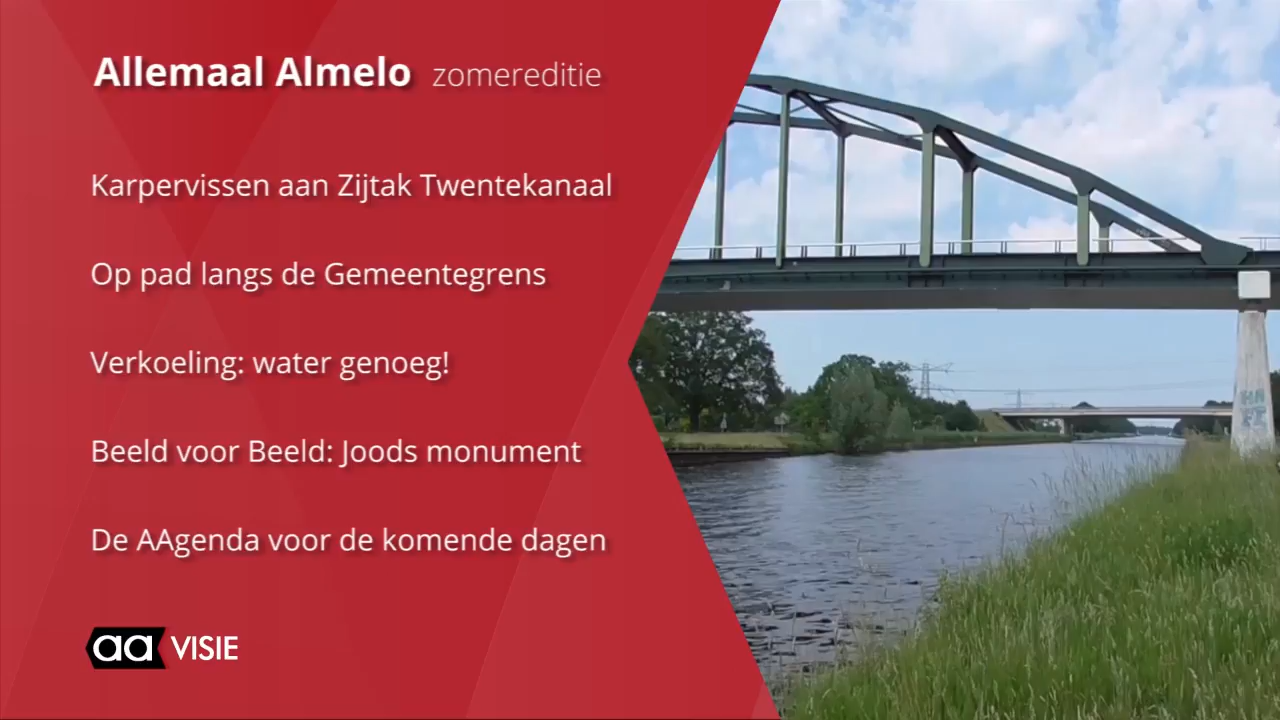 Allemaal Almelo zomereditie
Karpervissen aan Zijtak Twentekanaal
Op pad langs de Gemeentegrens
Verkoeling: water genoeg!
Beeld voor Beeld: Joods monument
De AAgenda voor de komende dagen
aa VISIE